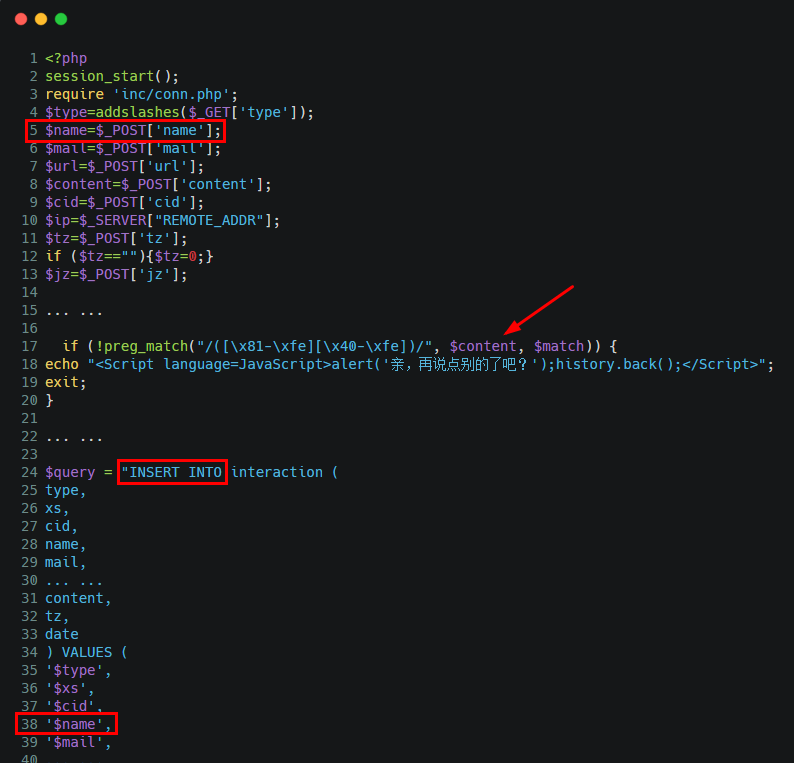 1 <?php
2 session_start();
3 require 'inc/conn.php';
4 $type=addslashes($_GET['type']);
5 $name=$_POST['name'];
6 $mail=$_POST['mail'];
7 $url=$_POST['url'];
8 $content=$_POST['content'];
9 $cid=$_POST['cid'];
10 $ip=$_SERVER["REMOTE_ADDR"];
11 $tz=$_POST['tz'];
12 if ($tz==""){$tz=0;}
13 $jz=$_POST['jz'];
14
15 ... ...
16
17   if (!preg_match("/([\x81-\xfe][\x40-\xfe])/", $content, $match)) {
18 echo "<Script language=JavaScript>alert('亲，再说点别的了吧？');history.back();</Script>";
19 exit;
20 }
21
22 ... ...
23
24 $query = "INSERT INTO interaction (
25 type,
26 xs,
27 cid,
28 name,
29 mail,
30 ... ...
31 content,
32 tz,
33 date
34 ) VALUES (
35 '$type',
36 '$xs',
37 '$cid',
38 '$name',
39 '$mail',
40